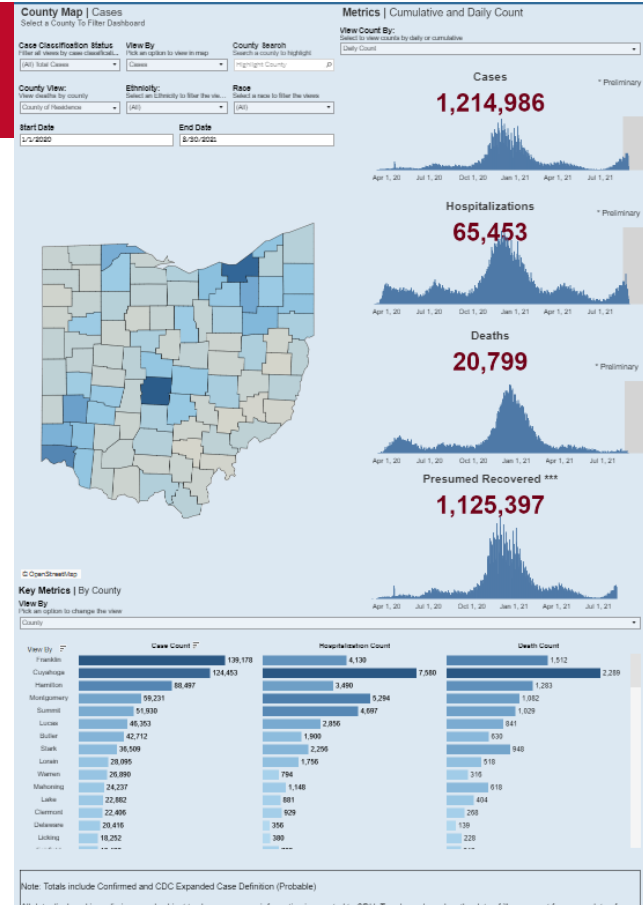 County Map | Cases
Select a County To Filter Dashboard
Case Classification Status
Filter all views by case classificati...
(All) Total Cases
View By
Pick an option to view in map
Cases
County Search
Search a county to highlight
Highlight County
County View:
View deaths by county
County of Residence
Ethnicity:
Select an Ethnicity to filter the vie...
(All)
Race
Select a race to filter the views
(All)
Start Date
1/1/2020
End Date
8/30/2021
© OpenStreetMap
Metrics | Cumulative and Daily Count
View Count By:
Select to view counts by daily or cumulative
Daily Count
Cases
* Preliminary
1,214,986
Apr 1, 20 Jul 1, 20 Oct 1, 20 Jan 1, 21 Apr 1, 21 Jul 1, 21
Hospitalizations
* Preliminary
65,453
Apr 1, 20 Jul 1, 20 Oct 1, 20 Jan 1, 21 Apr 1, 21 Jul 1, 21
Deaths
20,799
* Preliminary
Apr 1, 20 Jul 1, 20 Oct 1, 20 Jan 1, 21 Apr 1, 21 Jul 1, 21
Presumed Recovered ***
1,125,397
Apr 1, 20 Jul 1, 20 Oct 1, 20 Jan 1, 21 Apr 1, 21 Jul 1, 21
Key Metrics | By County
View By
Pick an option to change the view
County
View By Case Count Hospitalization Count Death Count
Franklin 139,178 4,130 1,512
Cuyahoga 124,453 7,580 2,289
Hamilton 88,497 3,490 1,283
Montgomery 59,231 5,294 1,082
Summit 51,930 4,697 1,029
Lucas 46,353 2,856 841
Butler 42,712 1,900 630
Stark 36,509 2,256 948
Lorain 28,095 1,756 518
Warren 26,890 794 316
Mahoning 24,237 1,148 618
Lake 22,882 881 404
Clermont 22,406 929 268
Delaware 20,416 356 139
Licking 18,252 380 228
Note: Totals include Confirmed and CDC Expanded Case Definition (Probable)